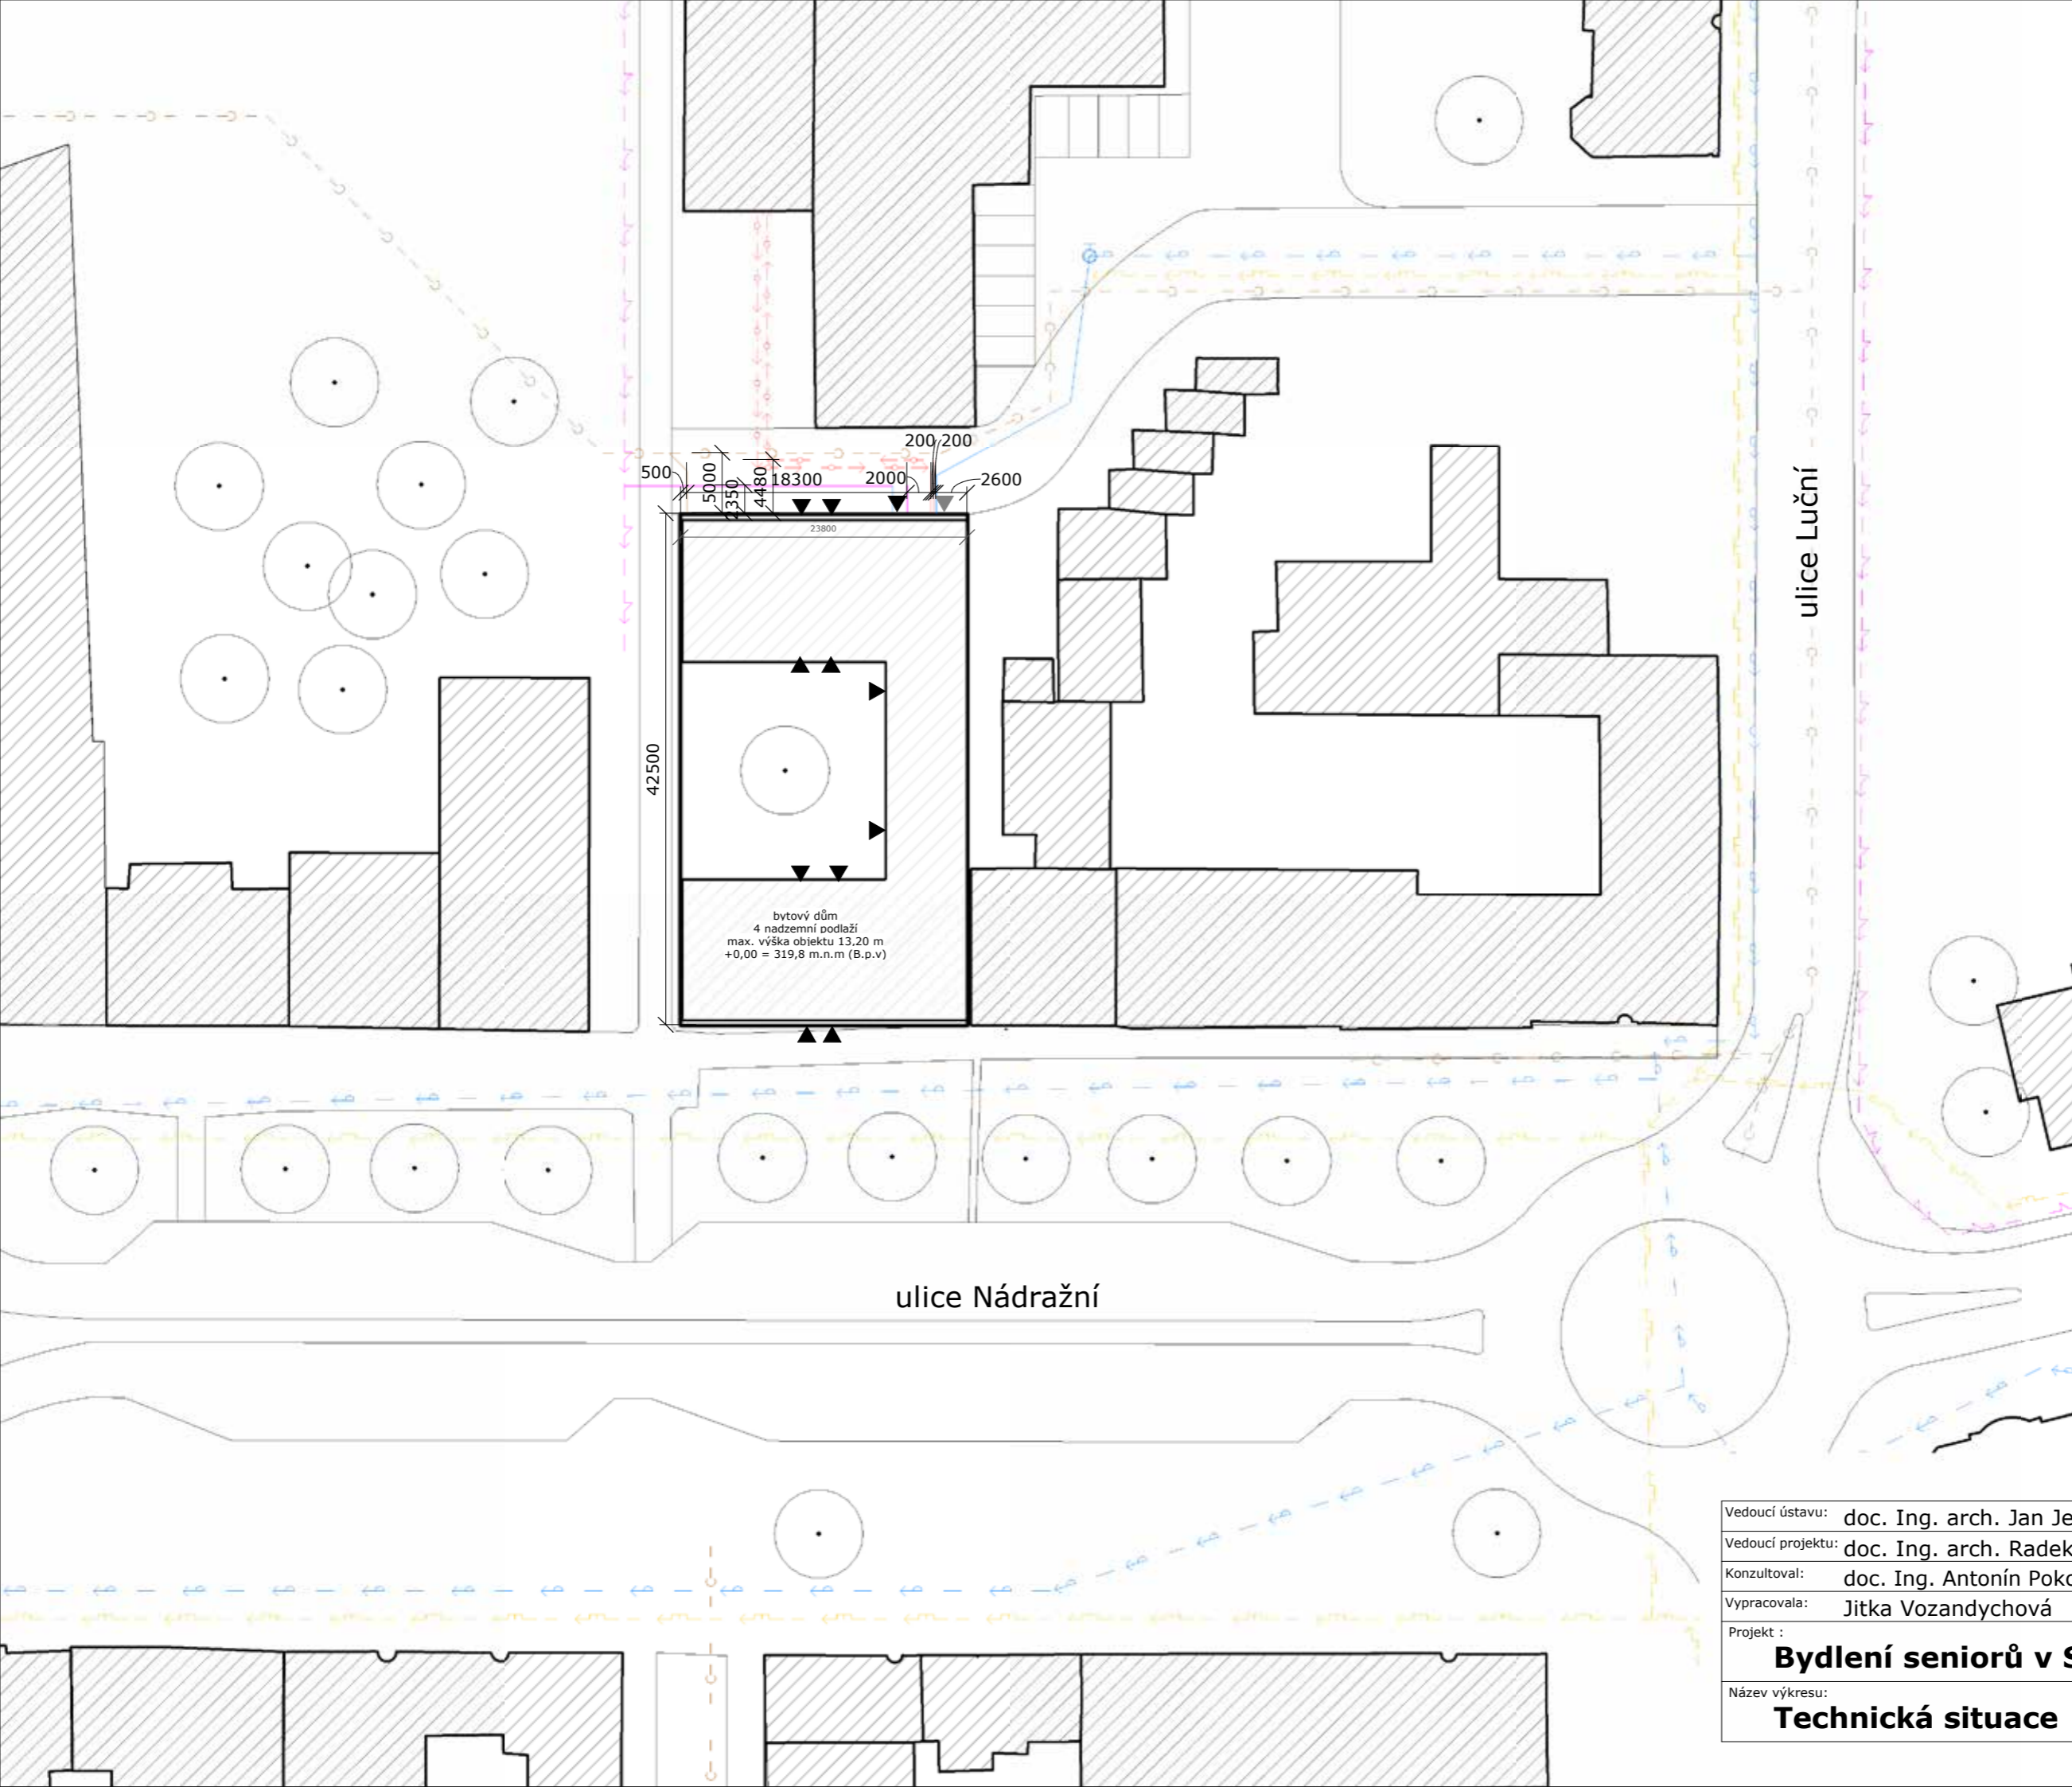 200 200
500
5000
2350
4480
18300
2000
2600
23800
ulice Luční
42500
bytový dům
4 nadzemní podlaží
max. výška objektu 13,20 m
+0,00 = 319,8 m.n.m (B.p.v)
ulice Nádražní
Vedoucí ústavu: doc. Ing. arch. Jan Je
Vedoucí projektu: doc. Ing. arch. Radek
Konzultoval: doc. Ing. Antonín Poko
Vypracovala: Jitka Vozandychová
Projekt :
Bydlení seniorů v S
Název výkresu:
Technická situace